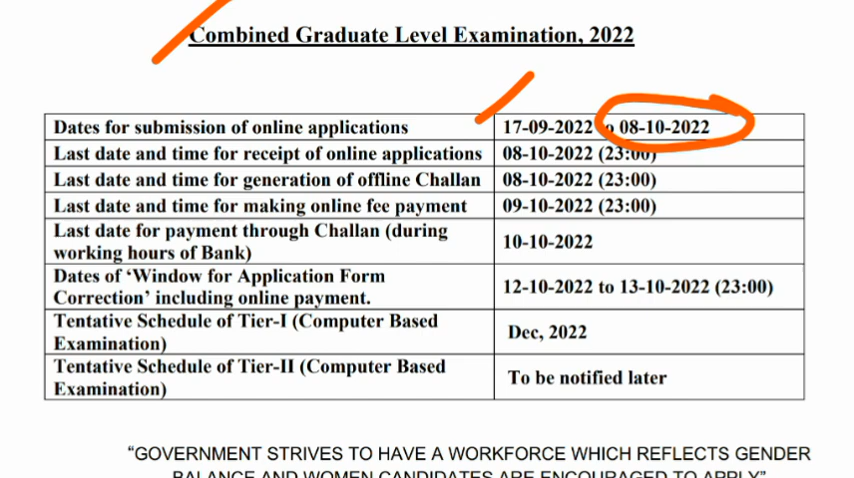 Combined Graduate Level Examination, 2022
Dates for submission of online applications 17-09-2022 to 08-10-2022
Last date and time for receipt of online applications 08-10-2022 (23:00)
Last date and time for generation of offline Challan 08-10-2022 (23:00)
Last date and time for making online fee payment 09-10-2022 (23:00)
Last date for payment through Challan (during
working hours of Bank) 10-10-2022
Dates of ‘Window for Application Form
Correction’ including online payment. 12-10-2022 to 13-10-2022 (23:00)
Tentative Schedule of Tier-I (Computer Based
Examination) Dec, 2022
Tentative Schedule of Tier-II (Computer Based
Examination) To be notified later
“GOVERNMENT STRIVES TO HAVE A WORKFORCE WHICH REFLECTS GENDER
BALANCE AND WOMEN CANDIDATES ARE ENCOURAGED TO APPLY”